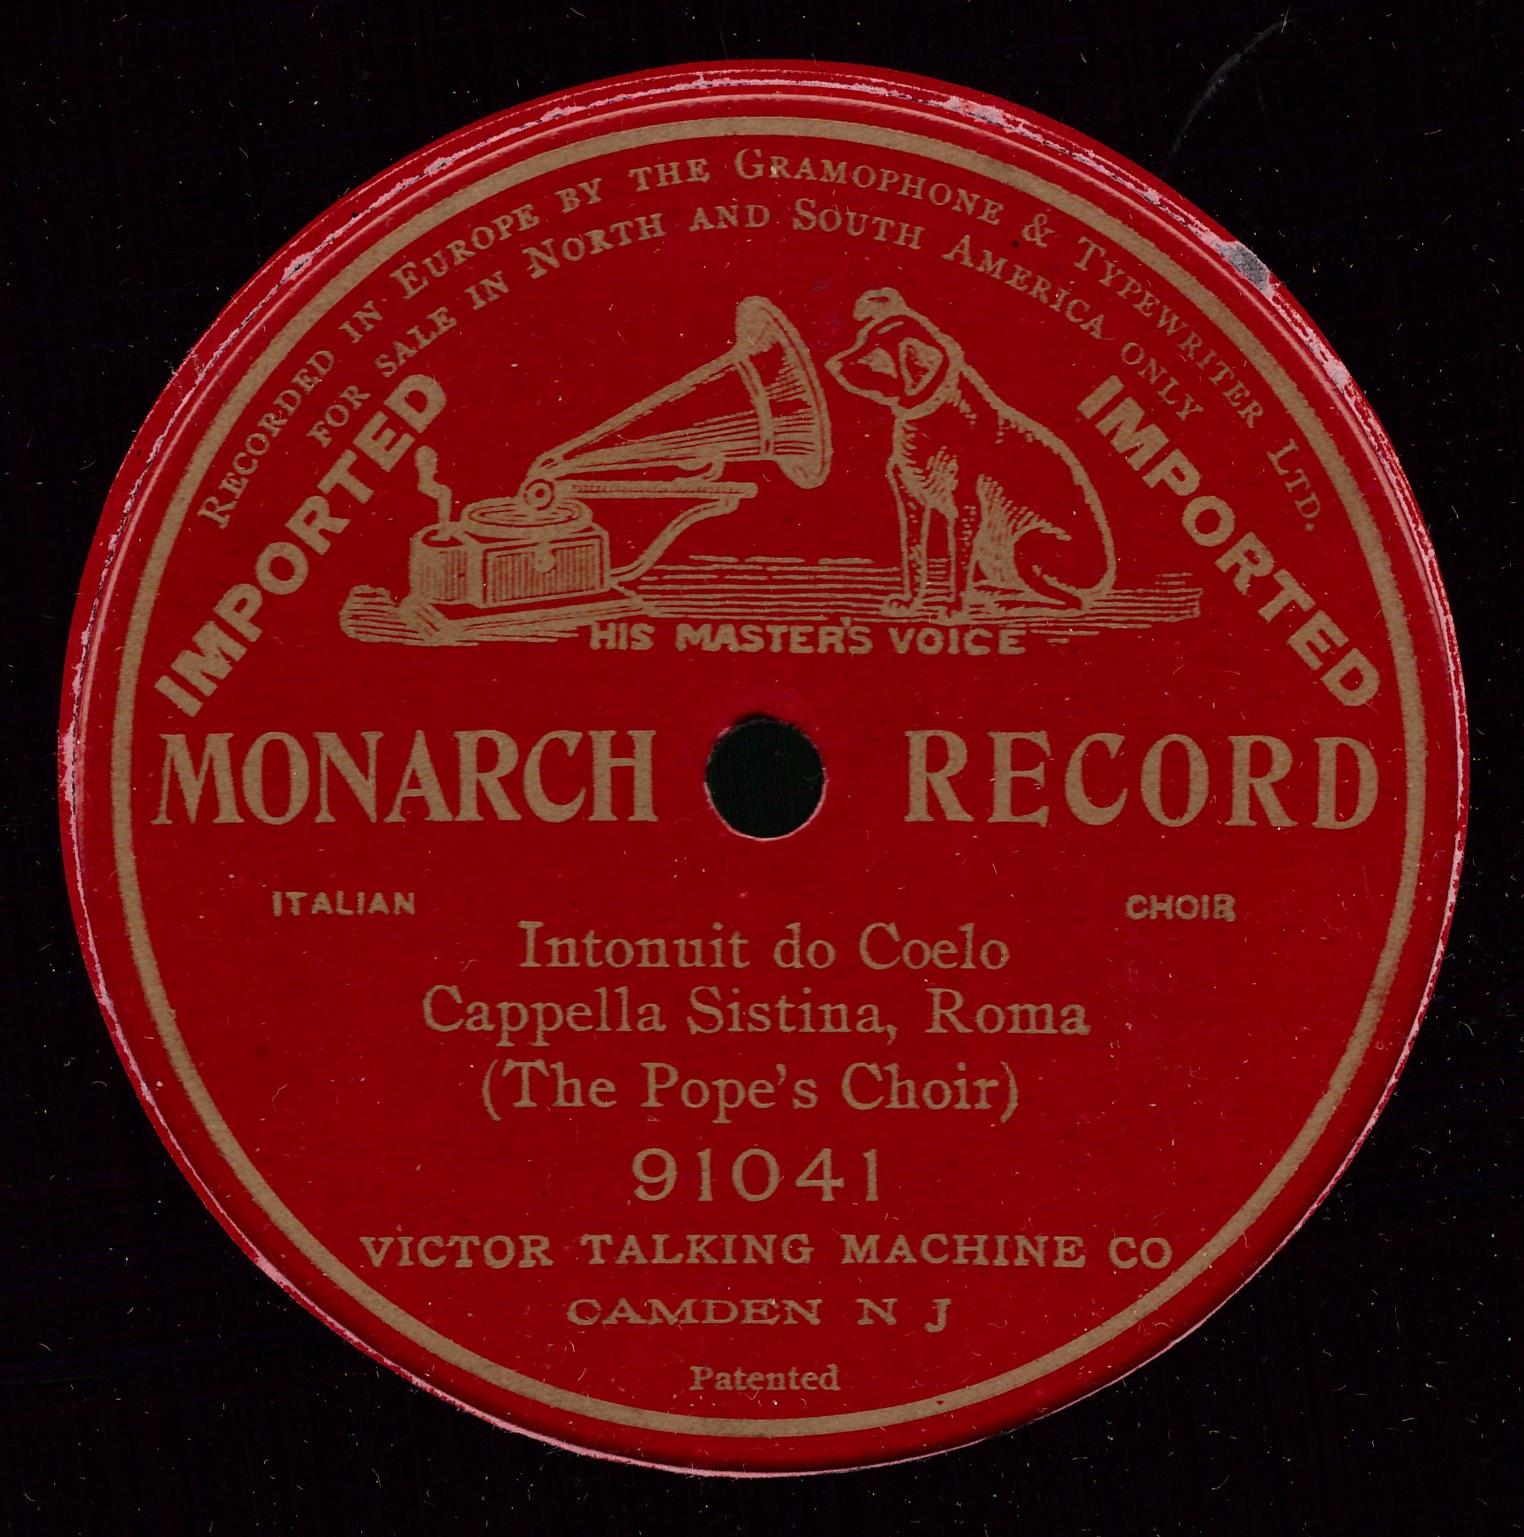 RECORDED IN EUROPE BY THE GRAMOPHONE & TYPEWRITER LTD.
FOR SALE IN NORTH AND SOUTH AMERICA ONLY
IMPORTED
IMPORTED
HIS MASTER'S VOICE
MONARCH RECORD
ITALIAN CHOIR
Intonuit do Coelo
Cappella Sistina, Roma
(The Pope's Choir)
91041
VICTOR TALKING MACHINE CO
CAMDEN N J
Patented